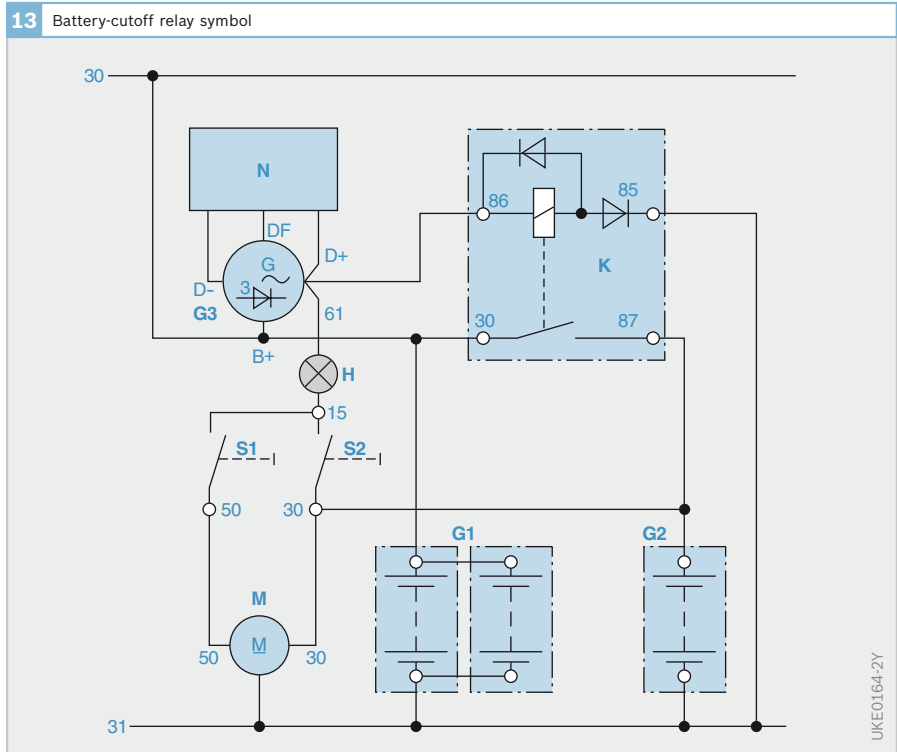 13 Battery-cutoff relay symbol
30
N
86
85
DF
G
D+
K
D-
3
G3
61
30
87
B+
H
15
S1
S2
50
30
G1
G2
M
50
M
30
31
UKE0164-2Y